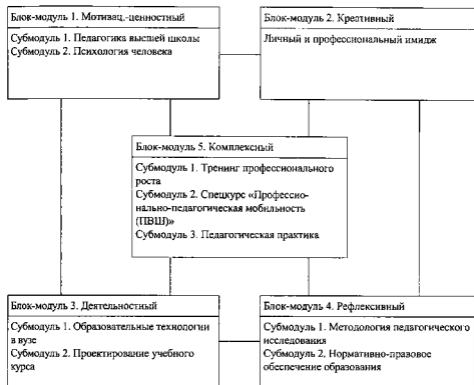 Блок-модуль 1. Мотивац.-ценностный
Субмодуль 1. Педагогика высшей школы
Субмодуль 2. Психология человека
Блок-модуль 2. Креативный
Личный и профессиональный имидж
Блок-модуль 5. Комплексный
Субмодуль 1. Тренинг профессионального
роста
Субмодуль 2. Спецкурс «Профессио-
нально-педагогическая мобильность
(ПВШ)»
Субмодуль 3. Педагогическая практика
Блок-модуль 3. Деятельностный
Субмодуль 1. Образовательные технологии
в вузе
Субмодуль 2. Проектирование учебного
курса
Блок-модуль 4. Рефлексивный
Субмодуль 1. Методология педагогического
исследования
Субмодуль 2, Нормативно-правовое
обеспечение образования